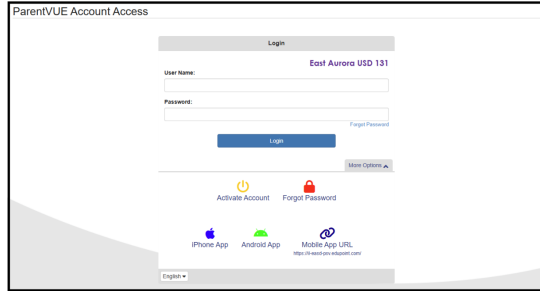 ParentVUE Account Access
Login
East Aurora USD 131
User Name:
Password:
Forgot Password
Login
More Options
Activate Account Forgot Password
iPhone App Android App Mobile App URL
https://il-easd-psv.edupoint.com/
English